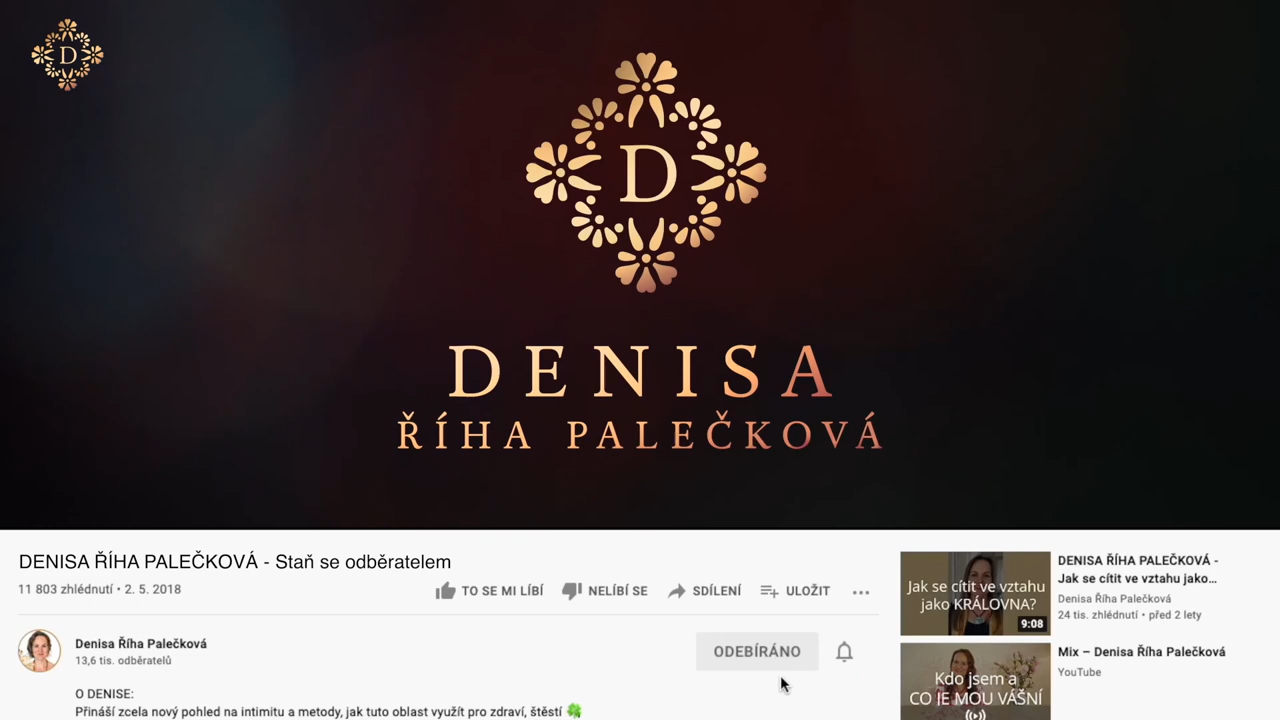 D
D
DENISA
ŘÍHA PALEČKOVÁ
DENISA ŘÍHA PALEČKOVÁ - Staň se odběratelem
11 803 zhlédnutí • 2. 5. 2018
TO SE MI LÍBÍ
NELÍBÍ SE
SDÍLENÍ
ULOŽIT
Denisa Říha Palečková
13,6 tis. odběratelů
ODEBÍRÁNO
O DENISE:
Přináší zcela nový pohled na intimitu a metody, jak tuto oblast využít pro zdraví, štěstí 🍀
Jak se cítit ve vztahu
jako KRÁLOVNA?
9:08
DENISA ŘÍHA PALEČKOVÁ -
Jak se cítit ve vztahu jako…
Denisa Říha Palečková
24 tis. zhlédnutí • před 2 lety
Kdo jsem a
CO JE MOU VÁŠNÍ
Mix – Denisa Říha Palečková
YouTube